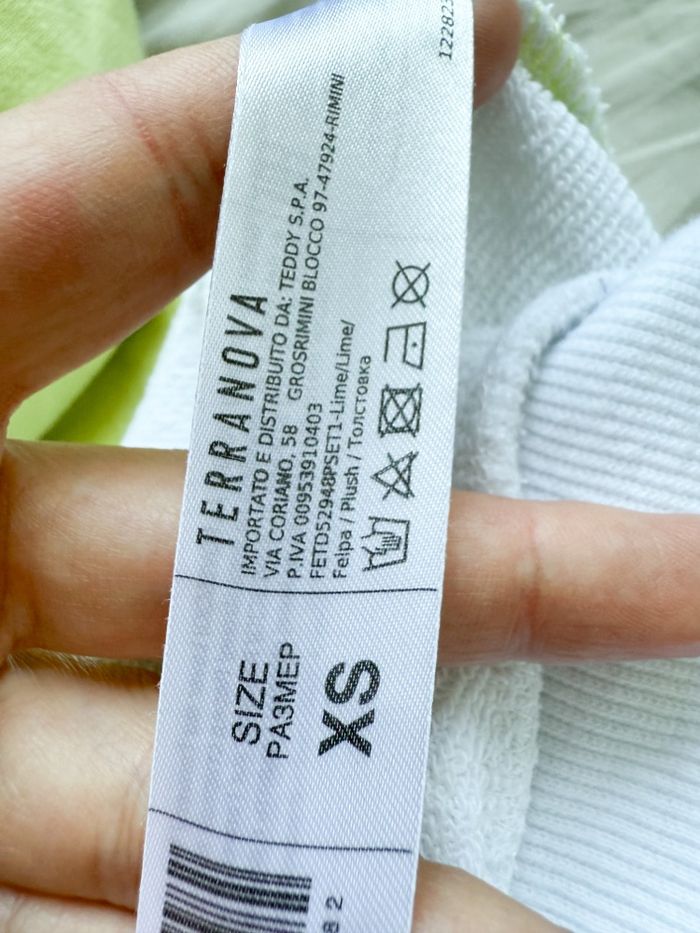 TERRANOVA
IMPORTATO E DISTRIBUITO DA: TEDDY S.P.A.
VIA CORIANO, 58 GROSRIMINI BLOCCO 97-47924-RIMINI
P.IVA 00953910403
FETD52948PSET1-Lime/Lime/
Felpa / Plush / Толстовка
SIZE
РАЗМЕР
XS